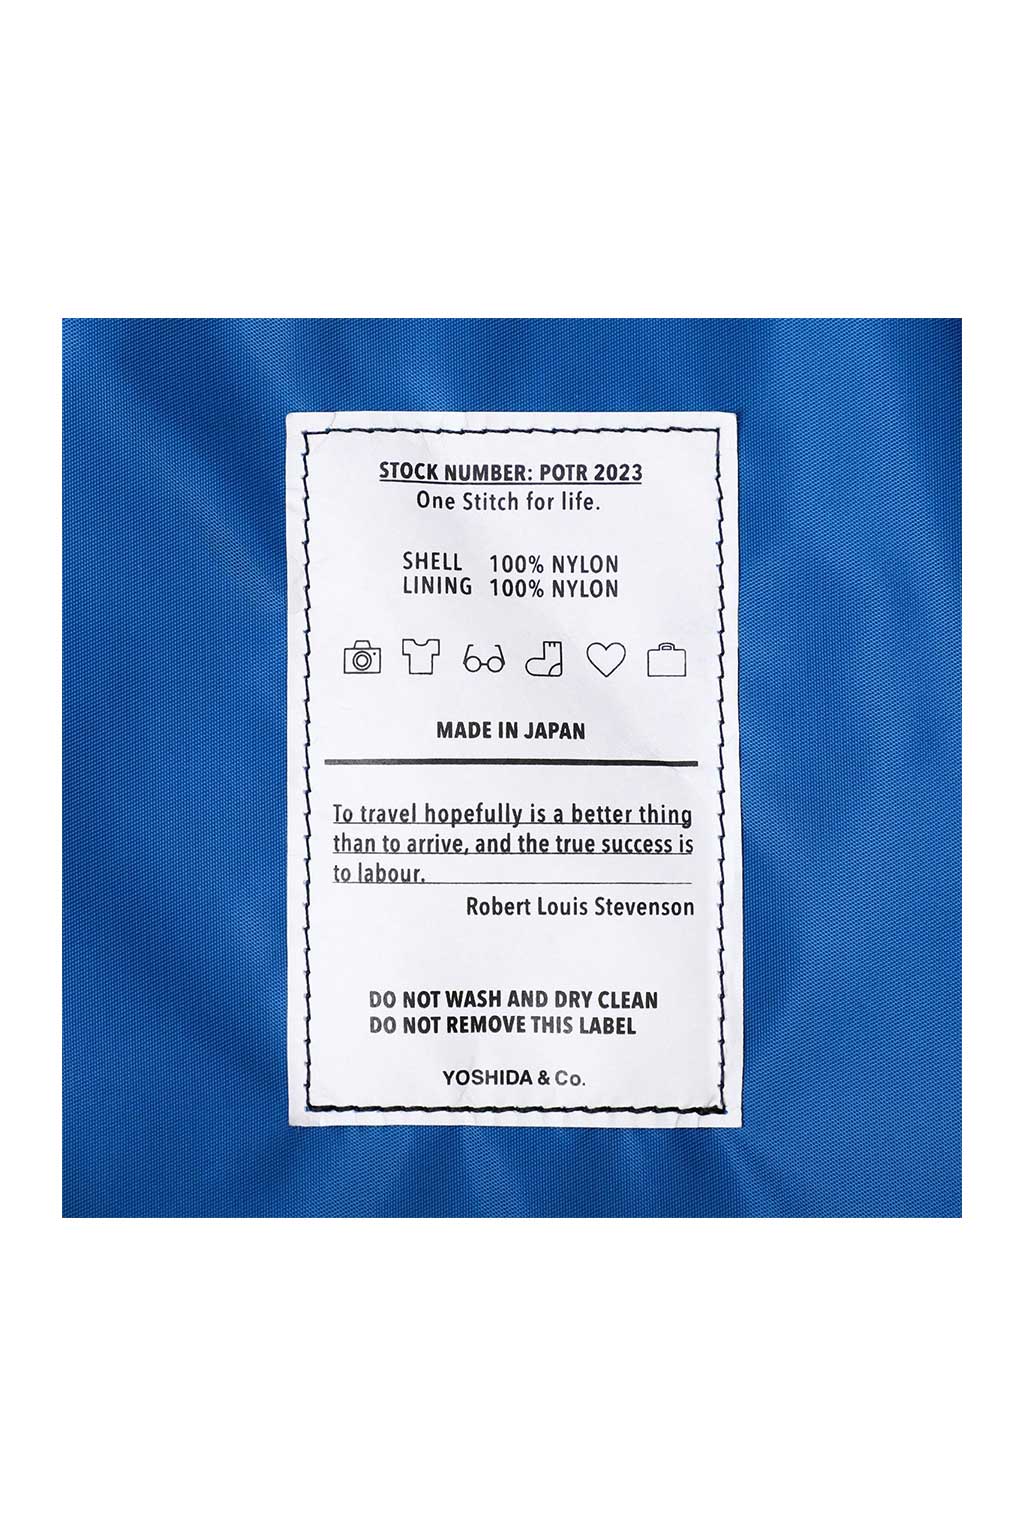 STOCK NUMBER: POTR 2023
One Stitch for life.
SHELL 100% NYLON
LINING 100% NYLON
MADE IN JAPAN
To travel hopefully is a better thing
than to arrive, and the true success is
to labour.
Robert Louis Stevenson
DO NOT WASH AND DRY CLEAN
DO NOT REMOVE THIS LABEL
YOSHIDA & Co.